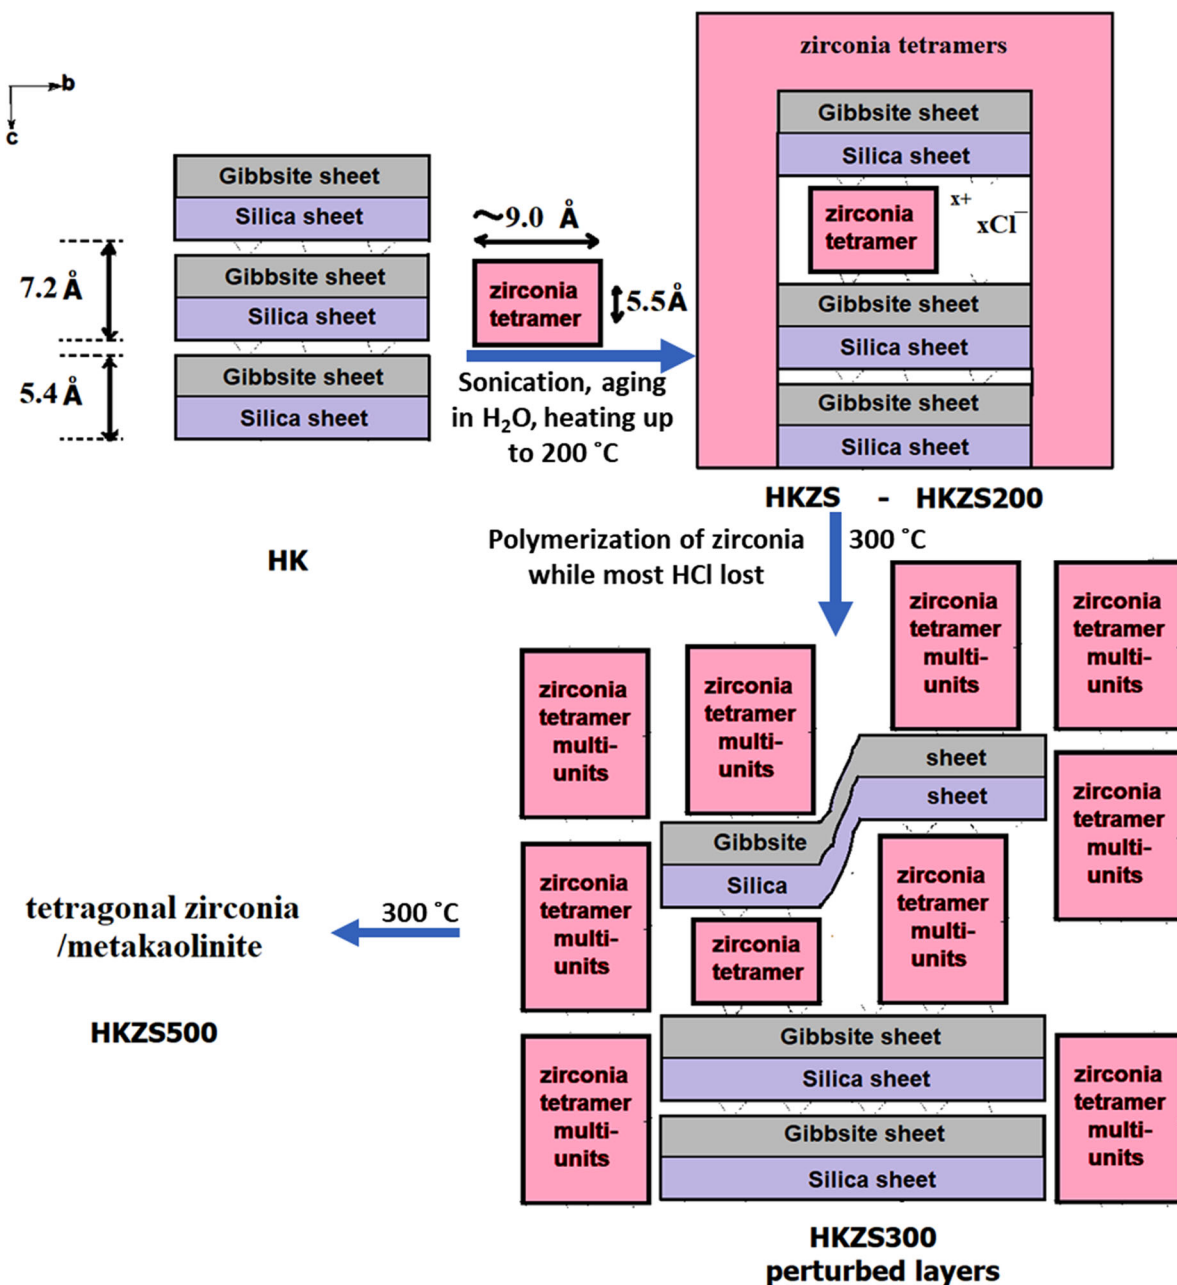 zirconia tetramers
b
c
Gibbsite sheet
Silica sheet
Gibbsite sheet
Silica sheet
Gibbsite sheet
Silica sheet
7.2 Å
5.4 Å
~9.0 Å
zirconia
tetramer
5.5Å
Sonication, aging
in H₂O, heating up
to 200 ˚C
HK
Gibbsite sheet
Silica sheet
zirconia
tetramer
x+
xCl⁻
Gibbsite sheet
Silica sheet
Gibbsite sheet
Silica sheet
HKZS - HKZS200
Polymerization of zirconia
while most HCl lost
300 ˚C
zirconia
tetramer
multi-
units
zirconia
tetramer
multi-
units
zirconia
tetramer
multi-
units
zirconia
tetramer
multi-
units
sheet
sheet
Gibbsite
Silica
zirconia
tetramer
multi-
units
zirconia
tetramer
multi-
units
zirconia
tetramer
multi-
units
zirconia
tetramer
300 ˚C
tetragonal zirconia
/metakaolinite
HKZS500
Gibbsite sheet
Silica sheet
Gibbsite sheet
Silica sheet
zirconia
tetramer
multi-
units
zirconia
tetramer
multi-
units
HKZS300
perturbed layers